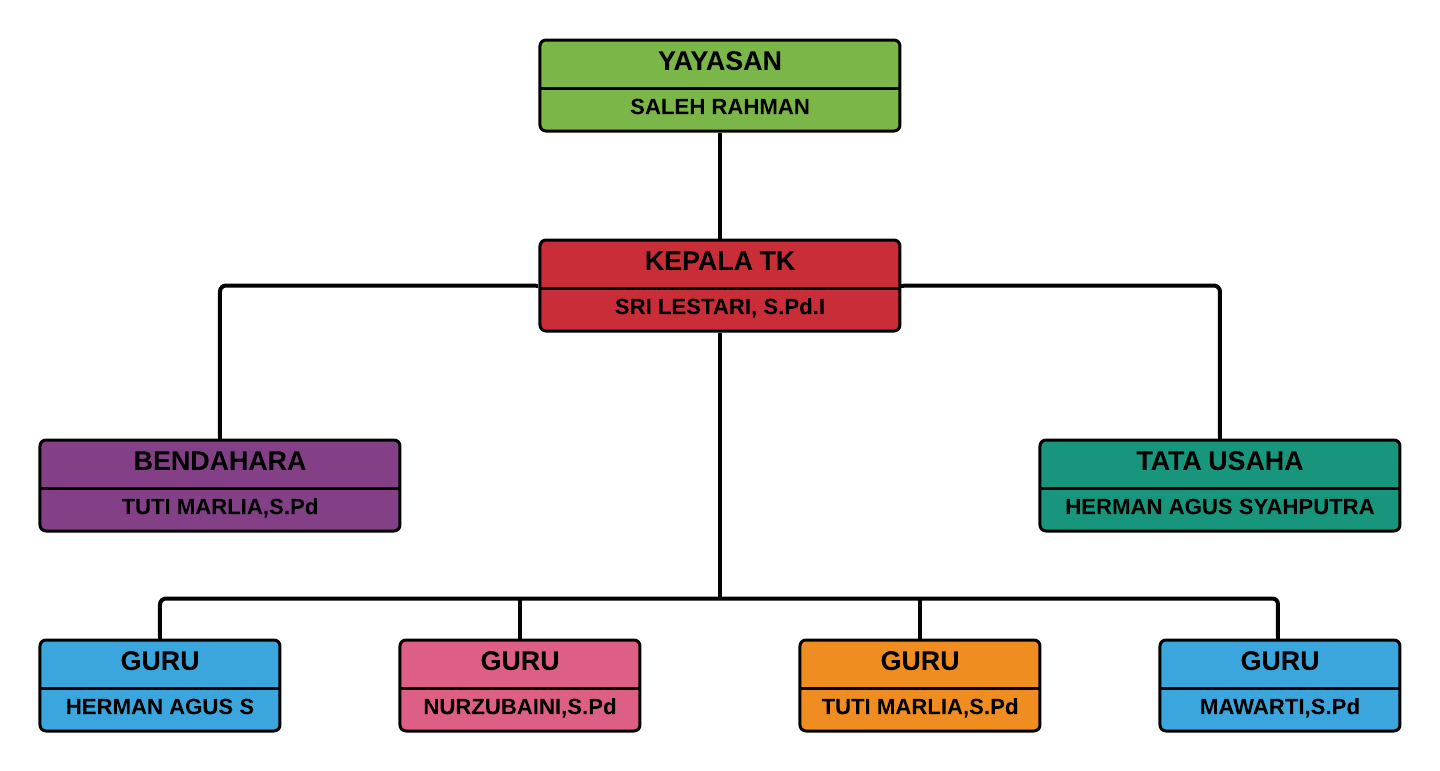 YAYASAN
SALEH RAHMAN
KEPALA TK
SRI LESTARI, S.Pd.I
BENDAHARA
TUTI MARLIA,S.Pd
TATA USAHA
HERMAN AGUS SYAHPUTRA
GURU
HERMAN AGUS S
GURU
NURZUBAINI,S.Pd
GURU
TUTI MARLIA,S.Pd
GURU
MAWARTI,S.Pd